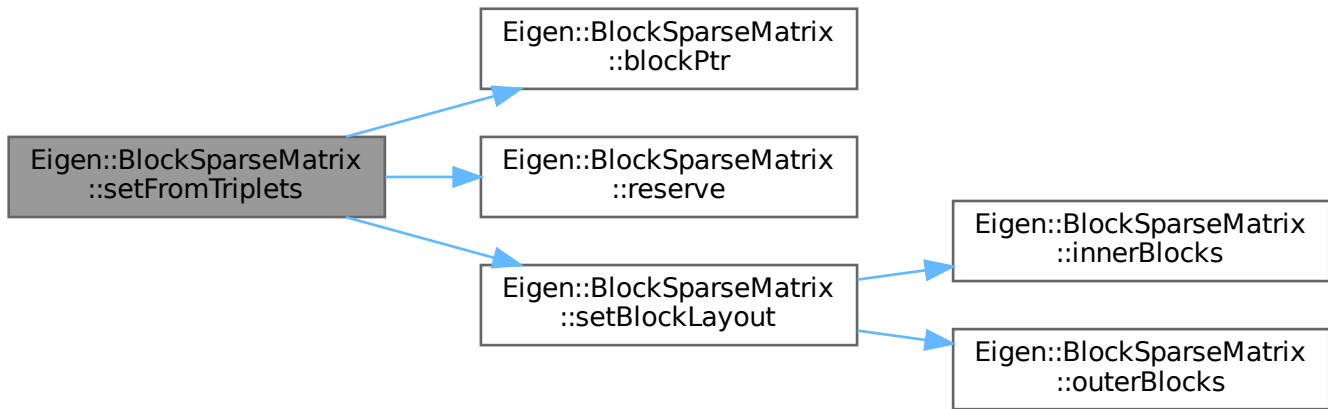 Eigen::BlockSparseMatrix
::blockPtr
Eigen::BlockSparseMatrix
::setFromTriplets
Eigen::BlockSparseMatrix
::reserve
Eigen::BlockSparseMatrix
::setBlockLayout
Eigen::BlockSparseMatrix
::innerBlocks
Eigen::BlockSparseMatrix
::outerBlocks